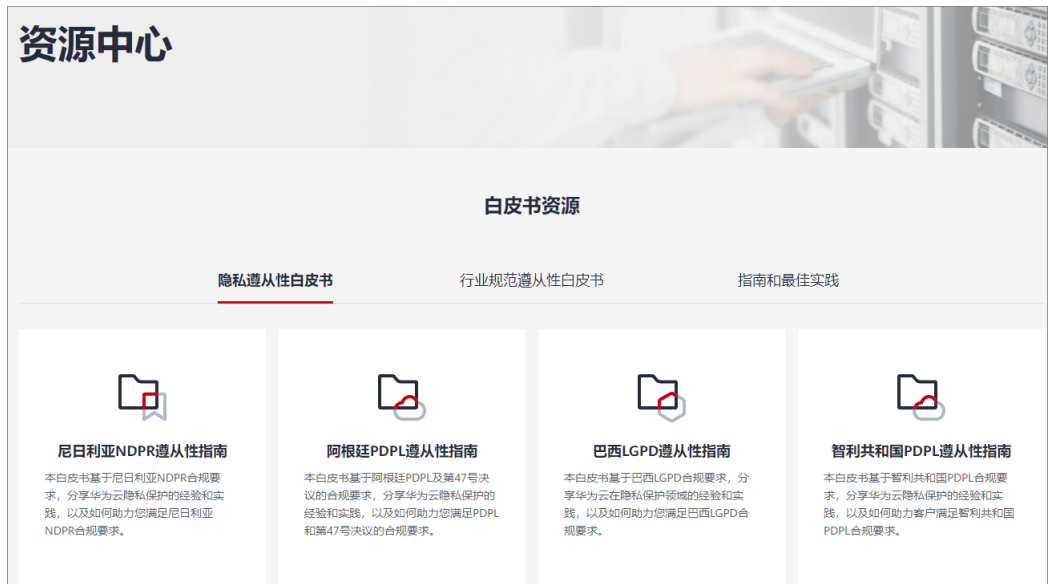 资源中心
白皮书资源
隐私遵从性白皮书
行业规范遵从性白皮书
指南和最佳实践
尼日利亚NDPR遵从性指南
本白皮书基于尼日利亚NDPR合规要
求，分享华为云隐私保护的经验和实
践，以及如何助力您满足尼日利亚
NDPR合规要求。
阿根廷PDPL遵从性指南
本白皮书基于阿根廷PDPL及第47号决
议的合规要求，分享华为云隐私保护的
经验和实践，以及如何助力您满足PDPL
和第47号决议的合规要求。
巴西LGPD遵从性指南
本白皮书基于巴西LGPD合规要求，分
享华为云在隐私保护领域的经验和实
践，以及如何助力您满足巴西LGPD合
规要求。
智利共和国PDPL遵从性指南
本白皮书基于智利共和国PDPL合规要
求，分享华为云隐私保护的经验和实
践，以及如何助力客户满足智利共和国
PDPL合规要求。